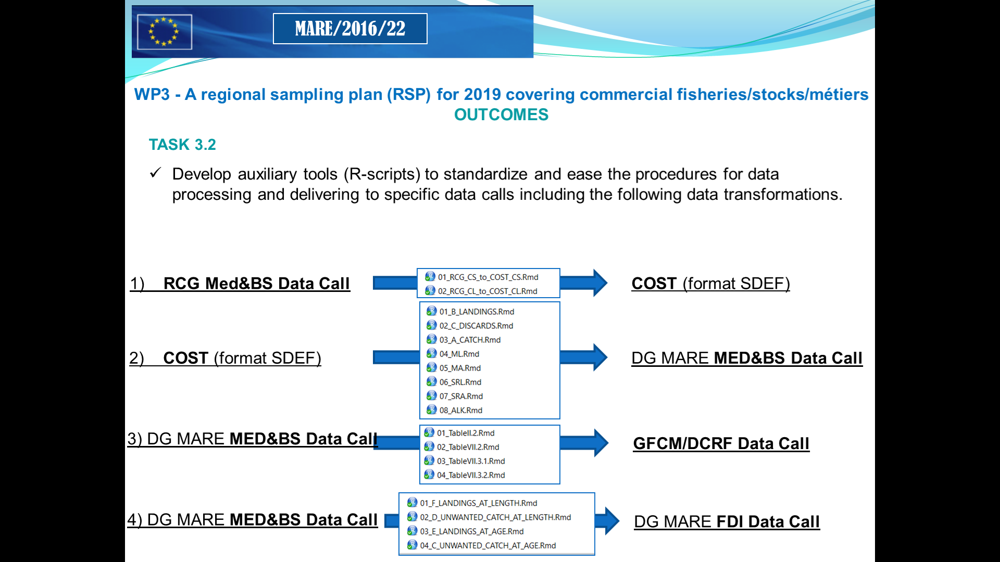 MARE/2016/22
WP3 - A regional sampling plan (RSP) for 2019 covering commercial fisheries/stocks/métiers
OUTCOMES
TASK 3.2
✓ Develop auxiliary tools (R-scripts) to standardize and ease the procedures for data
processing and delivering to specific data calls including the following data transformations.
1) RCG Med&BS Data Call
01_RCG_CS_to_COST_CS.Rmd
02_RCG_CL_to_COST_CL.Rmd
COST (format SDEF)
2) COST (format SDEF)
01_B_LANDINGS.Rmd
02_C_DISCARDS.Rmd
03_A_CATCH.Rmd
04_ML.Rmd
05_MA.Rmd
06_SRL.Rmd
07_SRA.Rmd
08_ALK.Rmd
DG MARE MED&BS Data Call
3) DG MARE MED&BS Data Call
01_TableII.2.Rmd
02_TableVII.2.Rmd
03_TableVII.3.1.Rmd
04_TableVII.3.2.Rmd
GFCM/DCRF Data Call
4) DG MARE MED&BS Data Call
01_F_LANDINGS_AT_LENGTH.Rmd
02_D_UNWANTED_CATCH_AT_LENGTH.Rmd
03_E_LANDINGS_AT_AGE.Rmd
04_C_UNWANTED_CATCH_AT_AGE.Rmd
DG MARE FDI Data Call